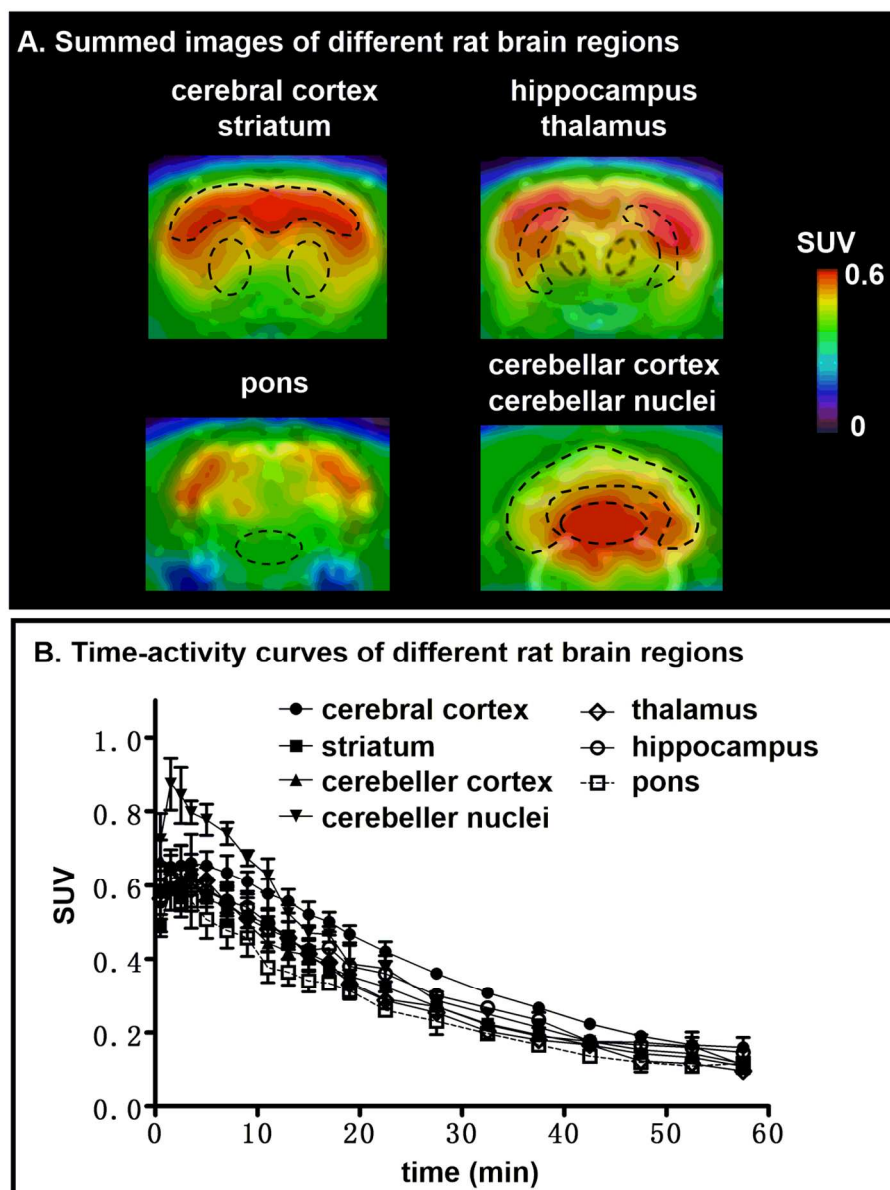 A. Summed images of different rat brain regions
cerebral cortex
striatum
hippocampus
thalamus
SUV
0.6
0
pons
cerebellar cortex
cerebellar nuclei
B. Time-activity curves of different rat brain regions
cerebral cortex
striatum
cerebeller cortex
cerebeller nuclei
thalamus
hippocampus
pons
SUV
1.0
0.8
0.6
0.4
0.2
0.0
0 10 20 30 40 50 60
time (min)